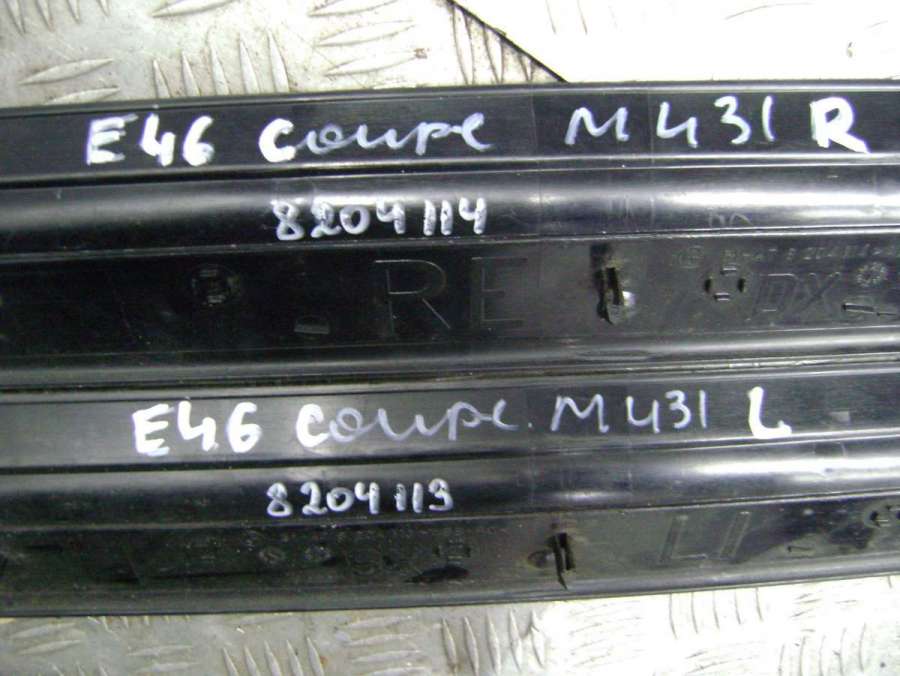 E46 Coupe M431 R
8204114
RE
DX
E46 Coupe M431 L
8204113
LI